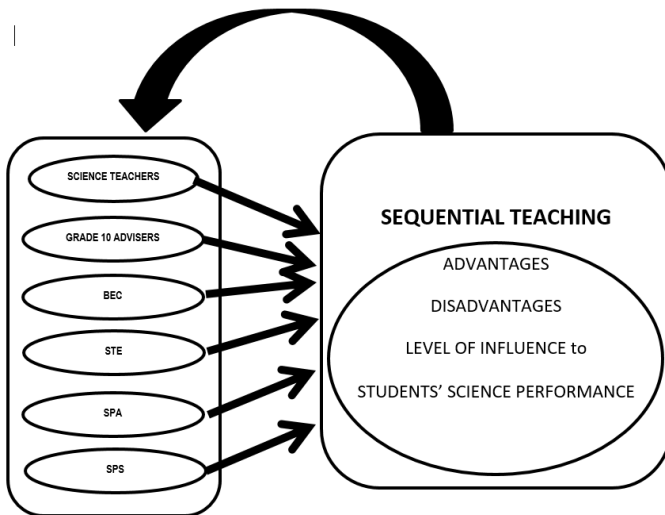 SCIENCE TEACHERS
GRADE 10 ADVISERS
BEC
STE
SPA
SPS
SEQUENTIAL TEACHING
ADVANTAGES
DISADVANTAGES
LEVEL OF INFLUENCE to
STUDENTS’ SCIENCE PERFORMANCE